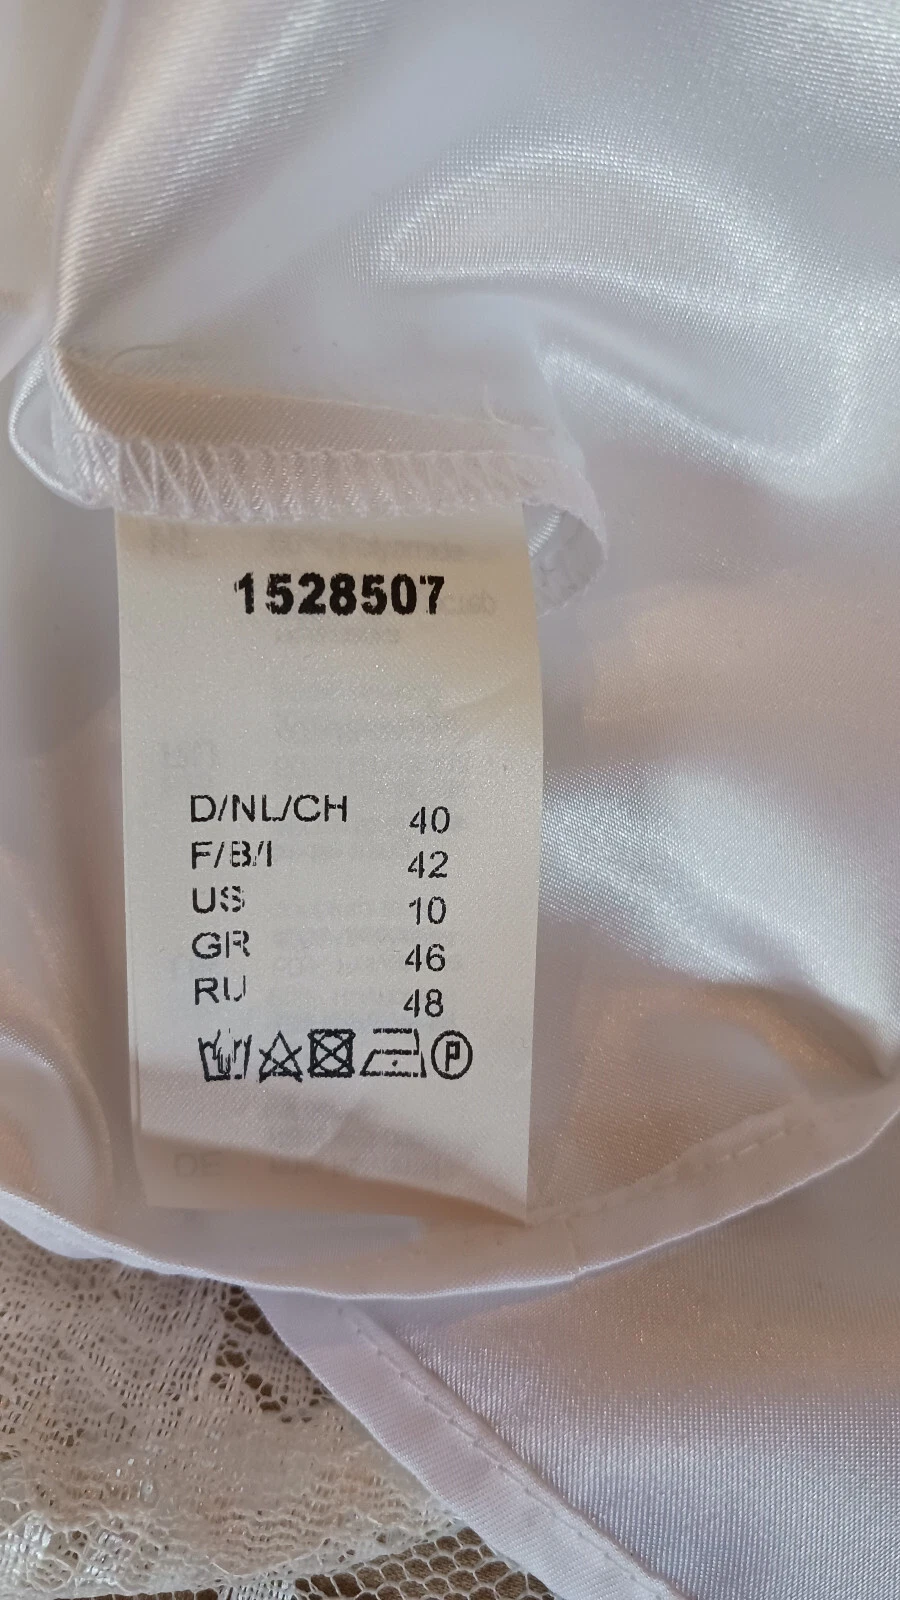 1528507
D/NL/CH 40
F/B/I 42
US 10
GR 46
RU 48
P